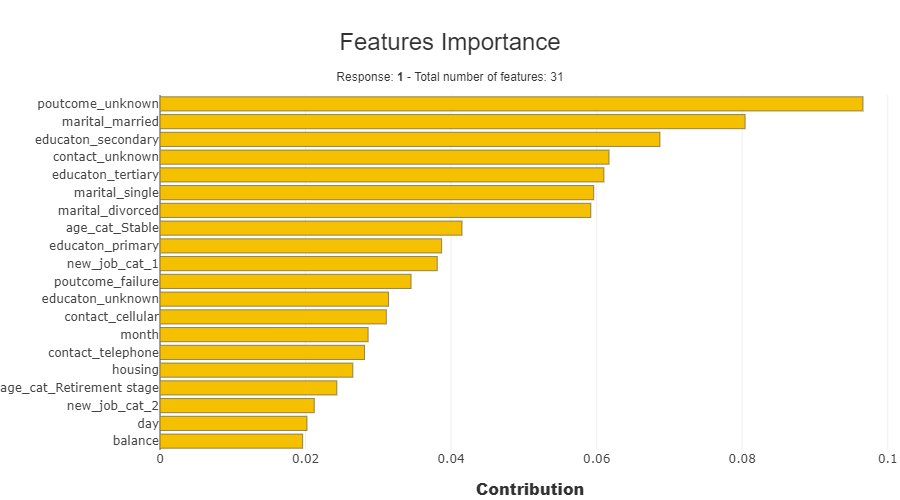 Features Importance
Response: 1 - Total number of features: 31
poutcome_unknown
marital_married
educaton_secondary
contact_unknown
educaton_tertiary
marital_single
marital_divorced
age_cat_Stable
educaton_primary
new_job_cat_1
poutcome_failure
educaton_unknown
contact_cellular
month
contact_telephone
housing
age_cat_Retirement stage
new_job_cat_2
day
balance
0 0.02 0.04 0.06 0.08 0.1
Contribution